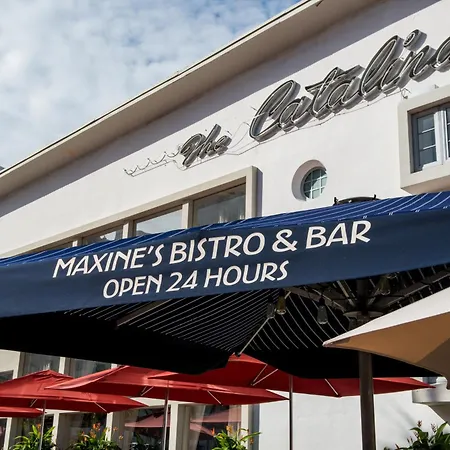 The Catalina
MAXINE'S BISTRO & BAR
OPEN 24 HOURS